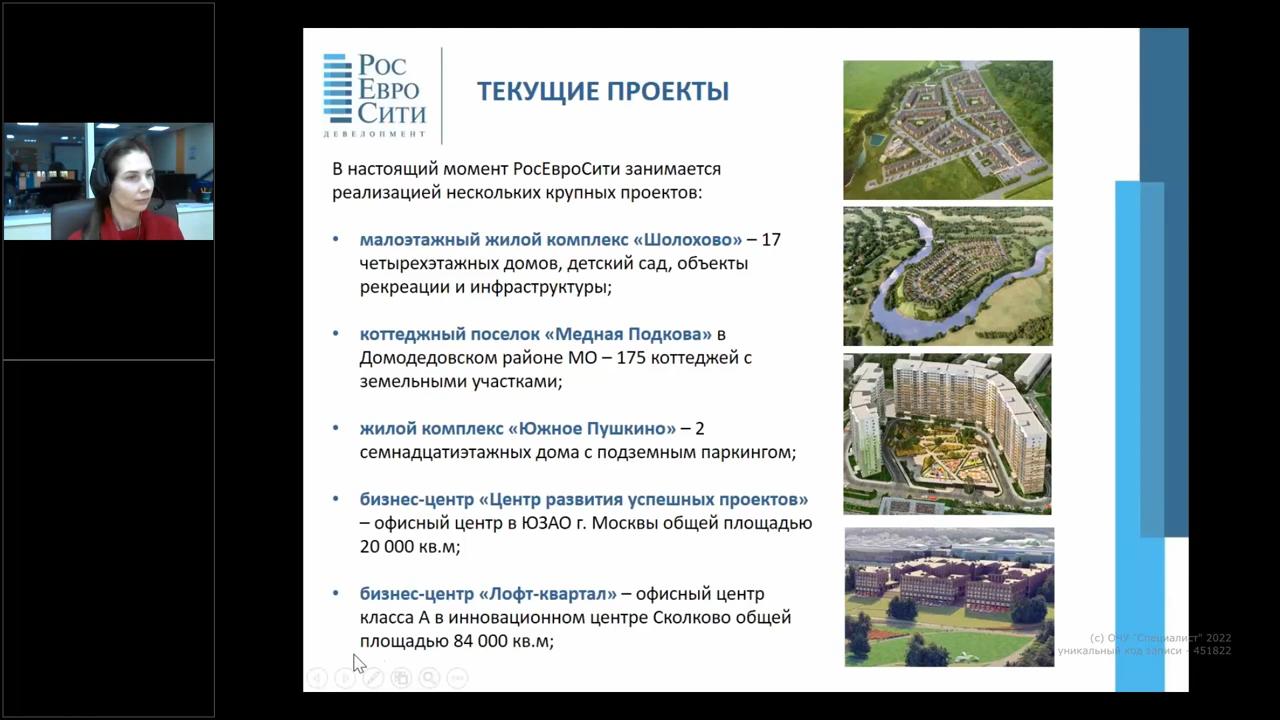 РОС
ЕВРО
СИТИ
ДЕВЕЛОПМЕНТ
ТЕКУЩИЕ ПРОЕКТЫ
В настоящий момент РосЕвроСити занимается
реализацией нескольких крупных проектов:
• малоэтажный жилой комплекс «Шолохово» – 17
четырехэтажных домов, детский сад, объекты
рекреации и инфраструктуры;
• коттеджный поселок «Медная Подкова» в
Домодедовском районе МО – 175 коттеджей с
земельными участками;
• жилой комплекс «Южное Пушкино» – 2
семнадцатиэтажных дома с подземным паркингом;
• бизнес-центр «Центр развития успешных проектов»
– офисный центр в ЮЗАО г. Москвы общей площадью
20 000 кв.м;
• бизнес-центр «Лофт-квартал» – офисный центр
класса А в инновационном центре Сколково общей
площадью 84 000 кв.м;
(c) ОЧУ "Специалист" 2022
уникальный код записи - 451822